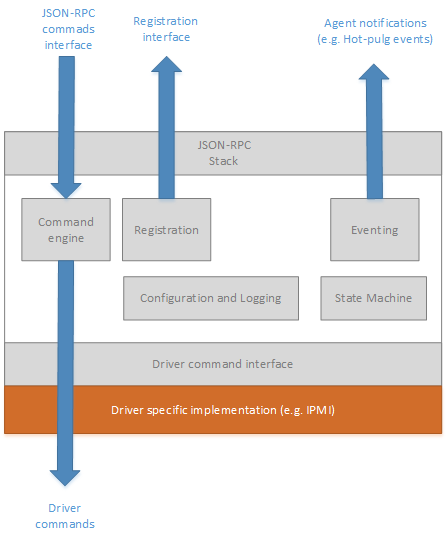 JSON-RPC
commads
interface
Registration
interface
Agent notifications
(e.g. Hot-pulg events)
JSON-RPC
Stack
Command
engine
Registration
Eventing
Configuration and Logging
State Machine
Driver command interface
Driver specific implementation (e.g. IPMI)
Driver
commands